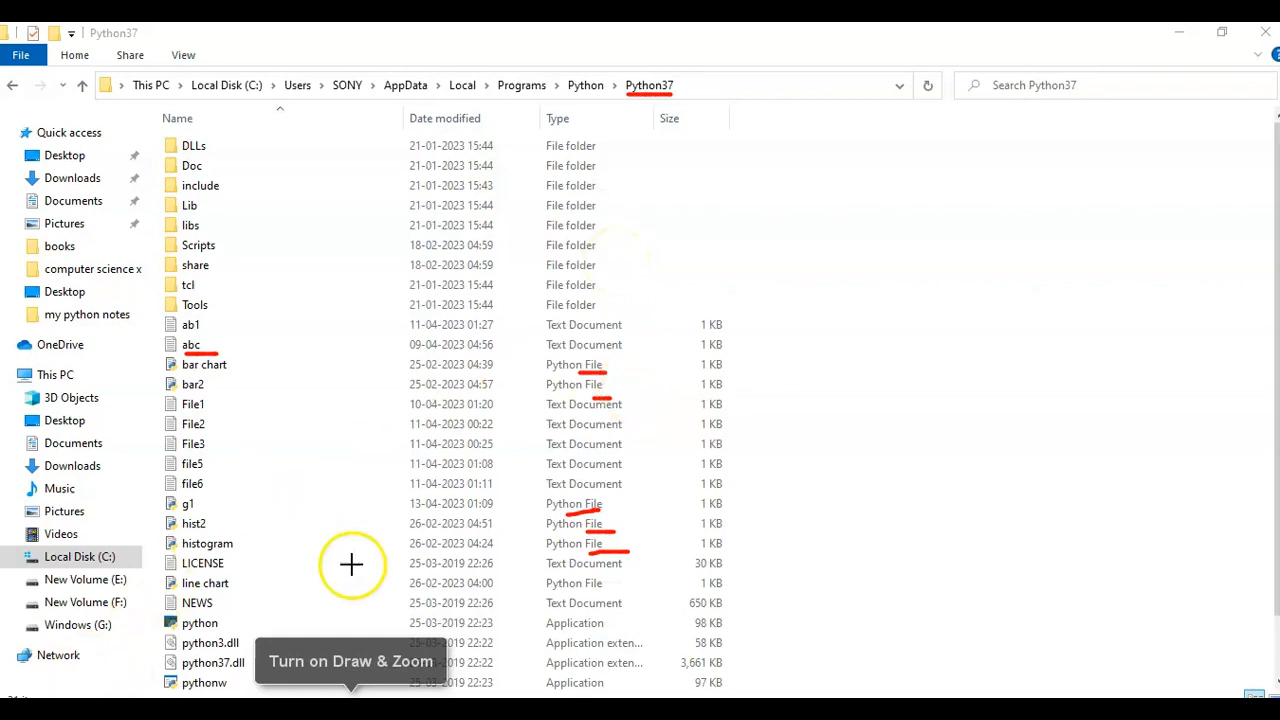 Python37
File Home Share View
This PC Local Disk (C:) Users SONY AppData Local Programs Python Python37 Search Python37
Name Date modified Type Size
Quick access
Desktop
Downloads
Documents
Pictures
books
computer science x
Desktop
my python notes
OneDrive
This PC
3D Objects
Desktop
Documents
Downloads
Music
Pictures
Videos
Local Disk (C:)
New Volume (E:)
New Volume (F:)
Windows (G:)
Network
DLLs 21-01-2023 15:44 File folder
Doc 21-01-2023 15:44 File folder
include 21-01-2023 15:43 File folder
Lib 21-01-2023 15:44 File folder
libs 21-01-2023 15:44 File folder
Scripts 18-02-2023 04:59 File folder
share 18-02-2023 04:59 File folder
tcl 21-01-2023 15:44 File folder
Tools 21-01-2023 15:44 File folder
ab1 11-04-2023 01:27 Text Document 1 KB
abc 09-04-2023 04:56 Text Document 1 KB
bar chart 25-02-2023 04:39 Python File 1 KB
bar2 25-02-2023 04:57 Python File 1 KB
File1 10-04-2023 01:20 Text Document 1 KB
File2 11-04-2023 00:22 Text Document 1 KB
File3 11-04-2023 00:25 Text Document 1 KB
file5 11-04-2023 01:08 Text Document 1 KB
file6 11-04-2023 01:11 Text Document 1 KB
g1 13-04-2023 01:09 Python File 1 KB
hist2 26-02-2023 04:51 Python File 1 KB
histogram 26-02-2023 04:24 Python File 1 KB
LICENSE 25-03-2019 22:26 Text Document 30 KB
line chart 26-02-2023 04:00 Python File 1 KB
NEWS 25-03-2019 22:26 Text Document 650 KB
python 25-03-2019 22:23 Application 98 KB
python3.dll 25-03-2019 22:22 Application exten... 58 KB
python37.dll 22:22 Application exten... 3,661 KB
pythonw 25-03-2019 22:23 Application 97 KB
Turn on Draw & Zoom